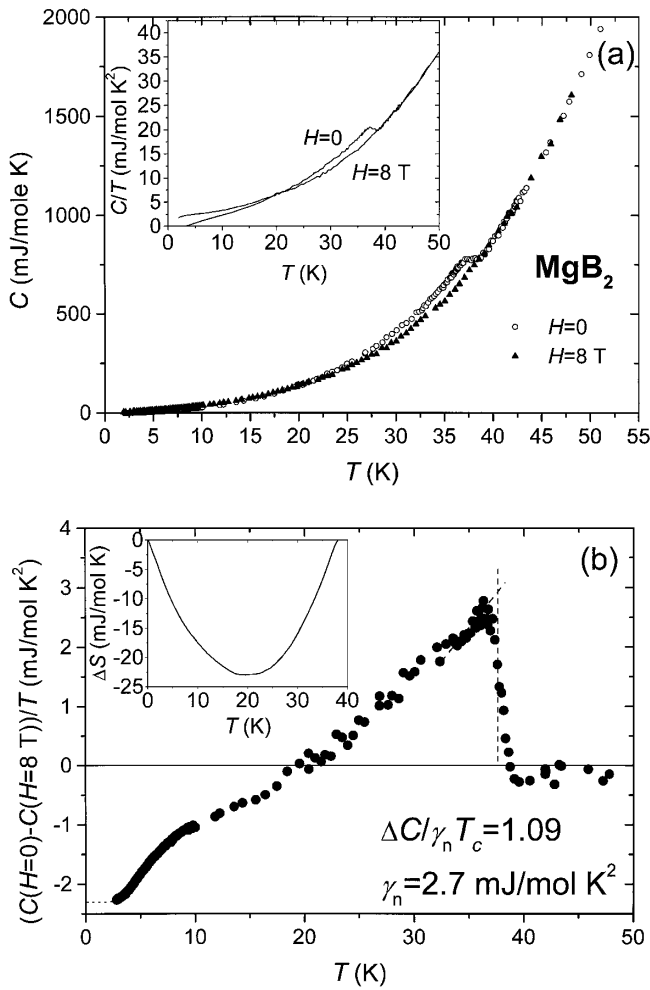 (a)
2000
1500
1000
500
0
C (mJ/mole K)
0 5 10 15 20 25 30 35 40 45 50 55
T (K)
MgB₂
H=0
H=8 T
40
35
30
25
20
15
10
5
0
C/T (mJ/mol K²)
H=0
H=8 T
0 10 20 30 40 50
T (K)
(b)
4
3
2
1
0
-1
-2
(C(H=0)-C(H=8 T))/T (mJ/mol K²)
0
-5
-10
-15
-20
-25
ΔS (mJ/mol K)
0 10 20 30 40
T (K)
ΔC/γₙT꜀=1.09
γₙ=2.7 mJ/mol K²
0 10 20 30 40 50
T (K)